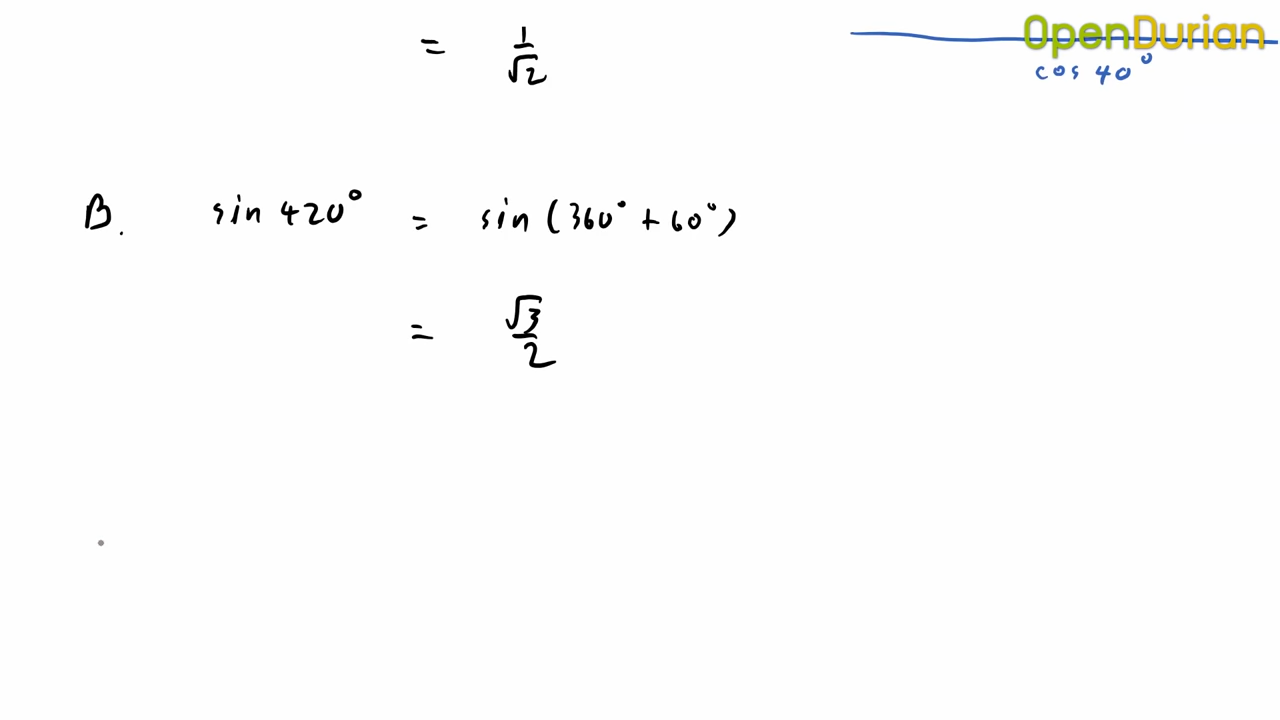 = 1/√2
OpenDurian
cos 40°
B. sin 420° = sin (360° + 60°)
= √3/2